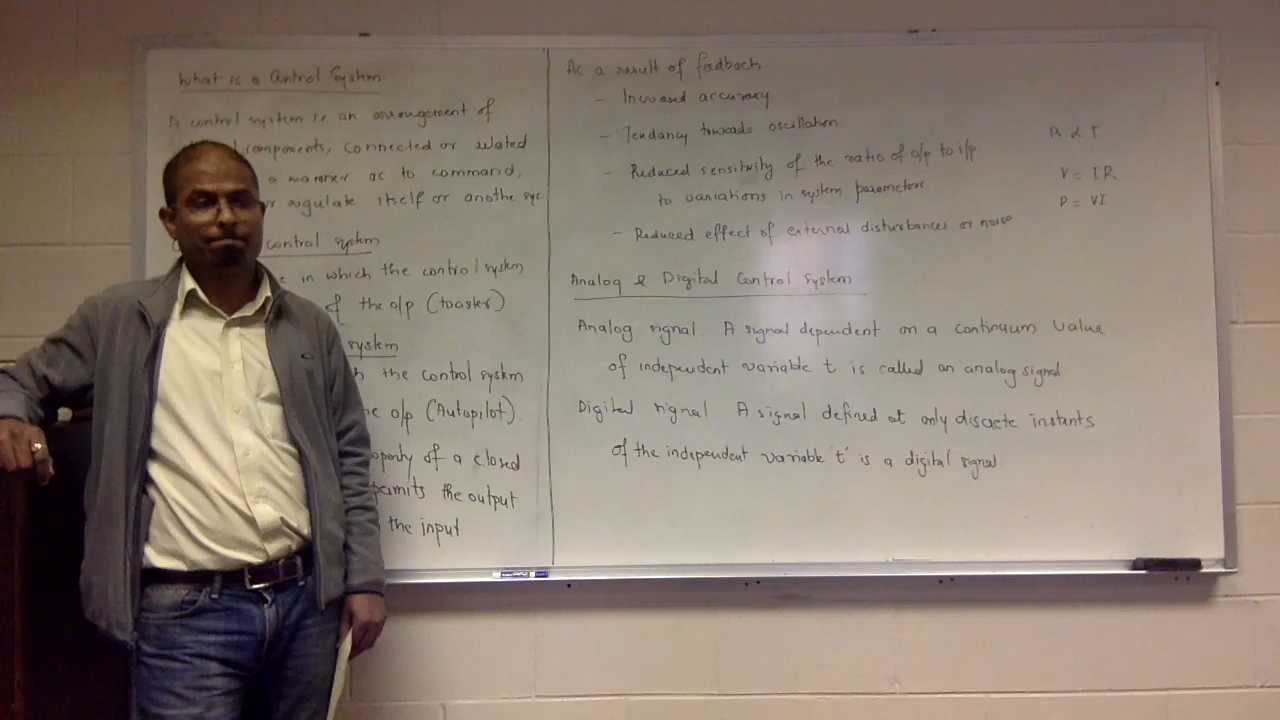 What is a Control System
A control system is an arrangement of
components, connected or related
a manner as to command,
regulate itself or anothe sys
control system
in which the control system
the o/p (toaster)
system
the control system
o/p (Autopilot).
of a closed
permits the output
the input
As a result of feedback
- Increased accuracy
- Tendancy towards oscillation
- Reduced sensitivity of the ratio of o/p to i/p
to variations in system parameters
- Reduced effect of external disturbances or noise
Analog & Digital Control System
Analog signal. A signal dependent on a continuum value
of independent variable t is called an analog signal
Digital signal. A signal defined at only discrete instants
of the independent variable 't' is a digital signal
R α T
V = IR
P = VI